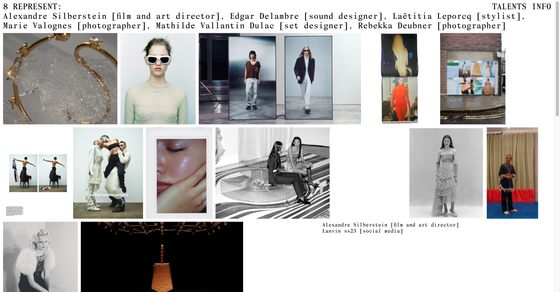 8 REPRESENT:
TALENTS INFO
Alexandre Silberstein [film and art director], Edgar Delambre [sound designer], Laëtitia Leporcq [stylist],
Marie Valognes [photographer], Mathilde Vallantin Dulac [set designer], Rebekka Deubner [photographer]
Alexandre Silberstein [film and art director]
Lanvin ss23 [social media]